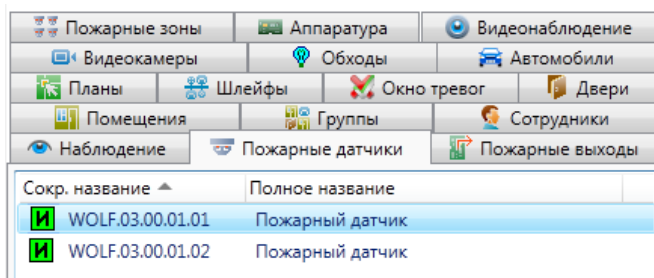 Пожарные зоны Аппаратура Видеонаблюдение
Видеокамеры Обходы Автомобили
Планы Шлейфы Окно тревог Двери
Помещения Группы Сотрудники
Наблюдение Пожарные датчики Пожарные выходы
Сокр. название Полное название
И WOLF.03.00.01.01 Пожарный датчик
И WOLF.03.00.01.02 Пожарный датчик